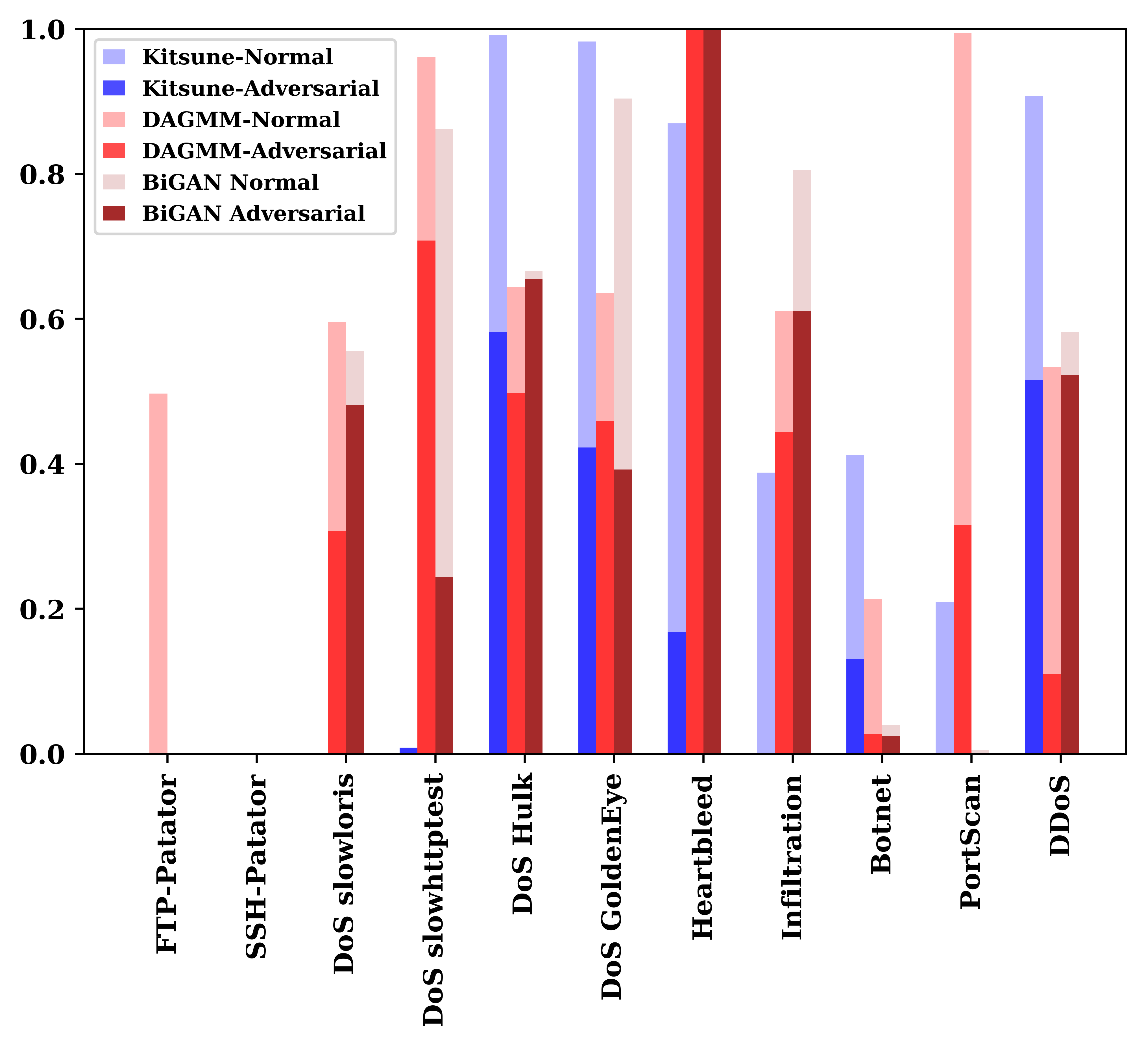 1.0
0.8
0.6
0.4
0.2
0.0
Kitsune-Normal
Kitsune-Adversarial
DAGMM-Normal
DAGMM-Adversarial
BiGAN Normal
BiGAN Adversarial
FTP-Patator
SSH-Patator
DoS slowloris
DoS slowhttptest
DoS Hulk
DoS GoldenEye
Heartbleed
Infiltration
Botnet
PortScan
DDoS